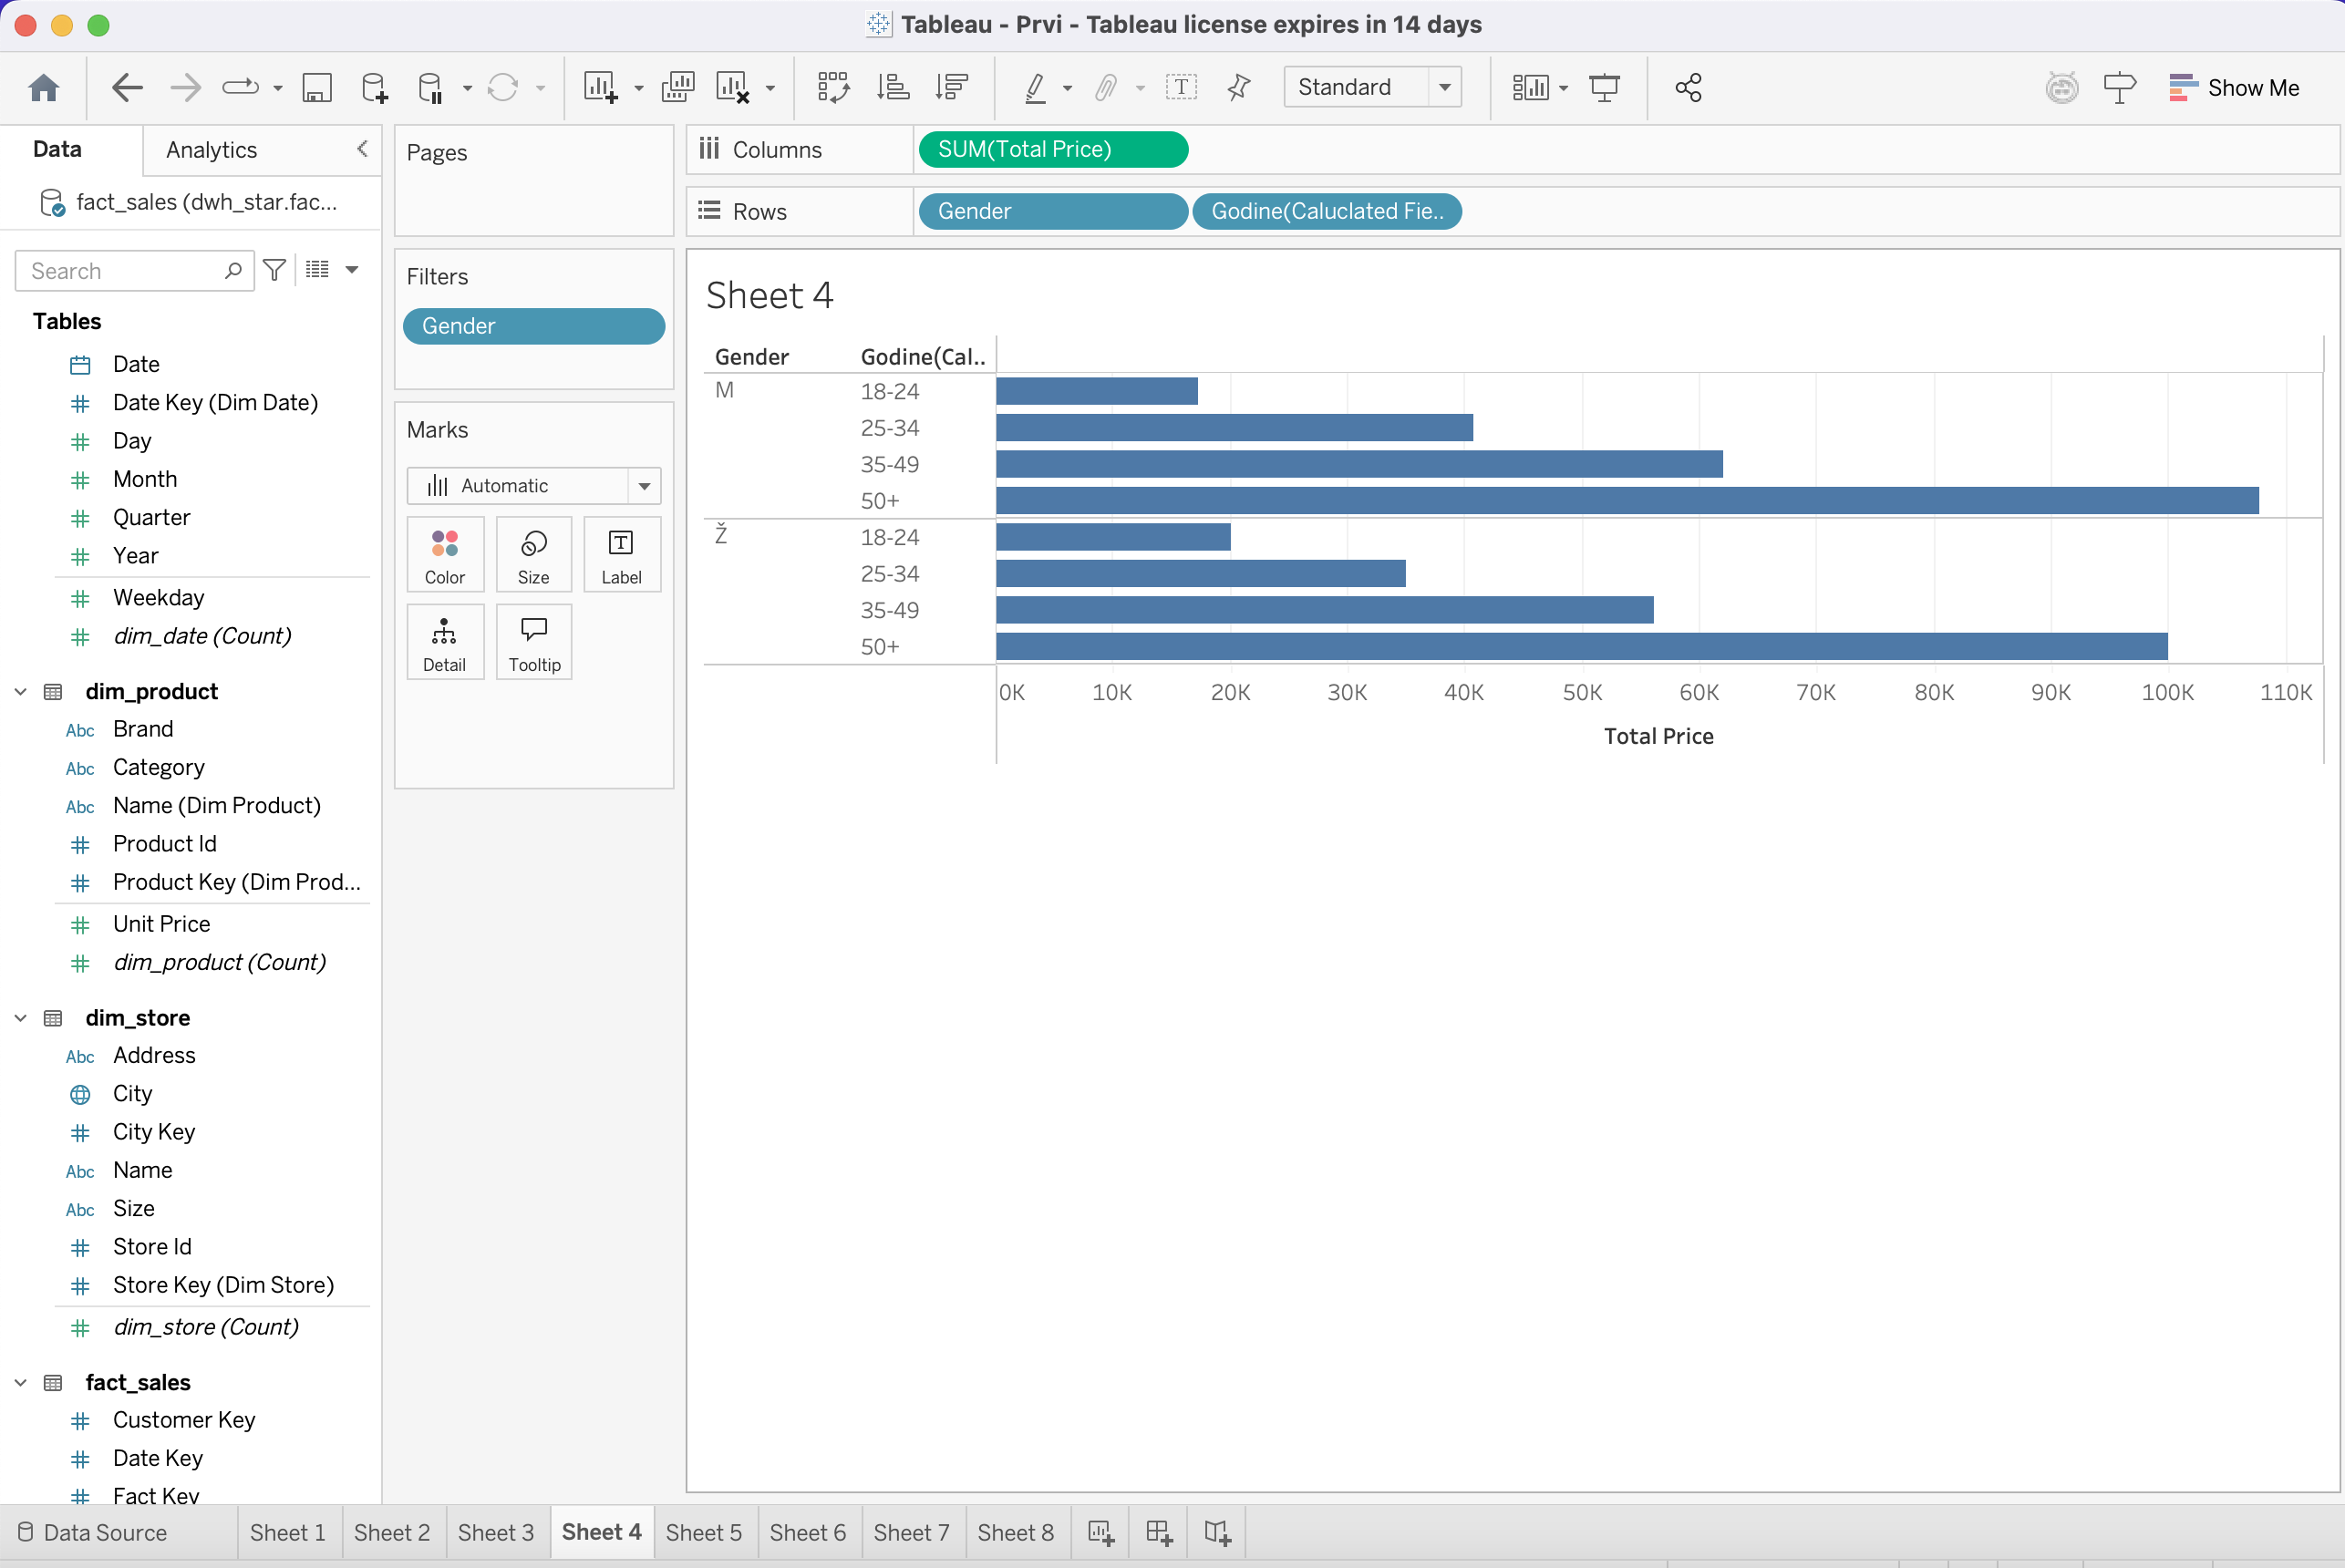 Tableau - Prvi - Tableau license expires in 14 days
Standard
Show Me
Data
Analytics
fact_sales (dwh_star.fac...
Search
Tables
Date
# Date Key (Dim Date)
# Day
# Month
# Quarter
# Year
# Weekday
# dim_date (Count)
dim_product
Abc Brand
Abc Category
Abc Name (Dim Product)
# Product Id
# Product Key (Dim Prod...
# Unit Price
# dim_product (Count)
dim_store
Abc Address
City
# City Key
Abc Name
Abc Size
# Store Id
# Store Key (Dim Store)
# dim_store (Count)
fact_sales
# Customer Key
# Date Key
# Fact Key
Pages
Filters
Gender
Marks
Automatic
Color
Size
T
Label
Detail
Tooltip
Columns
SUM(Total Price)
Rows
Gender
Godine(Caluclated Fie..
Sheet 4
Gender
Godine(Cal..
M
18-24
25-34
35-49
50+
Ž
18-24
25-34
35-49
50+
0K 10K 20K 30K 40K 50K 60K 70K 80K 90K 100K 110K
Total Price
Data Source
Sheet 1
Sheet 2
Sheet 3
Sheet 4
Sheet 5
Sheet 6
Sheet 7
Sheet 8